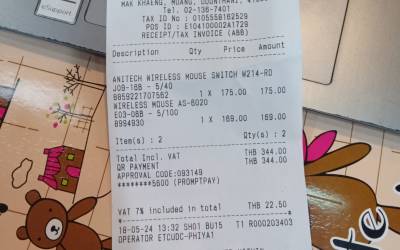 eSupport
MAK KHAENG, MUANG, UDONTHANI, 41000
Tel. 02-136-7401
TAX ID No : 0105558162529
POS ID : E10410002A1729
RECEIPT/TAX INVOICE (ABB)
Description Qty Price Amount
ANITECH WIRELESS MOUSE SWITCH W214-RD
J09-16B - 5/40
8859221707562 1 X 175.00 175.00
WIRELESS MOUSE AS-6020
E03-06B - 5/100
8994930 1 X 169.00 169.00
Item(s) : 2 Qty(s) : 2
Total Incl. VAT THB 344.00
QR PAYMENT THB 344.00
APPROVAL CODE:093149
********5600 (PROMPTPAY)
VAT 7% included in total THB 22.50
18-05-24 13:32 SH01 BU15 T1 R000203403
OPERATOR ETCUDC-PHIYA1